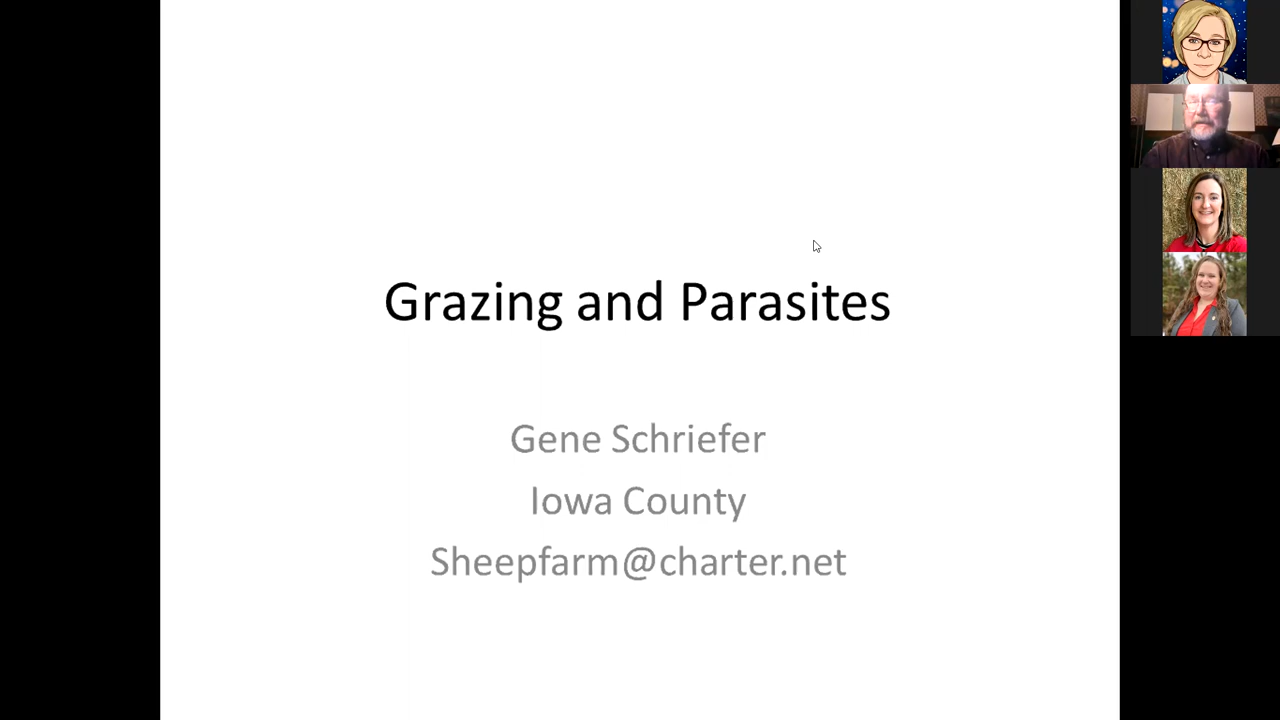 Grazing and Parasites
Gene Schriefer
Iowa County
Sheepfarm@charter.net